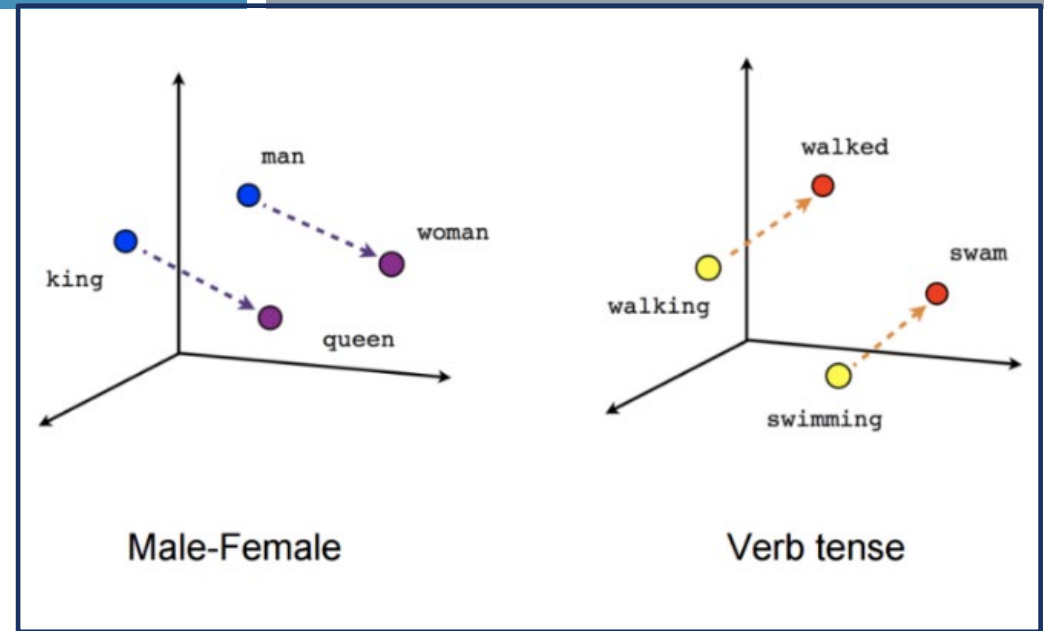 man
woman
king
queen
Male-Female
walked
swam
walking
swimming
Verb tense